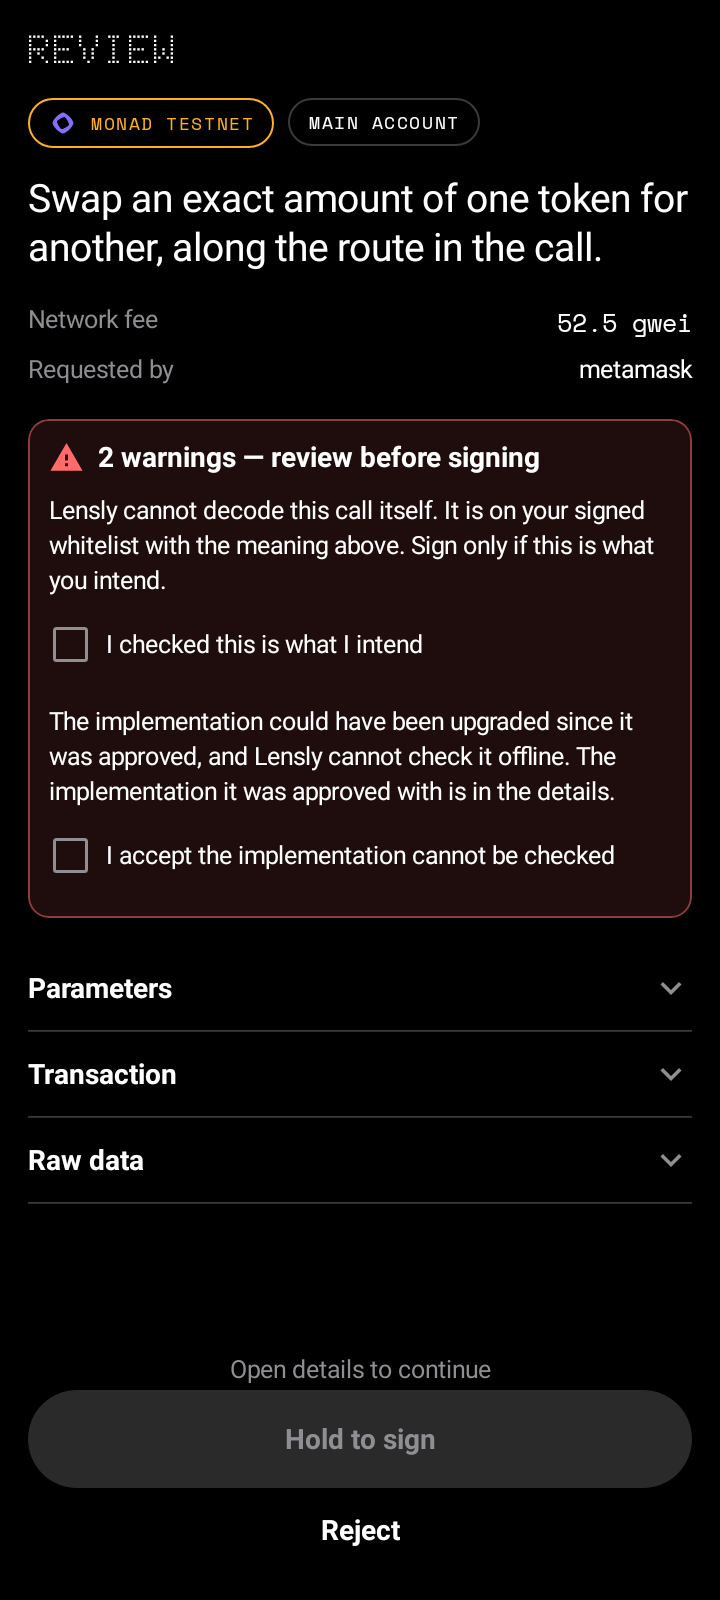 REVIEW
MONAD TESTNET
MAIN ACCOUNT
Swap an exact amount of one token for
another, along the route in the call.
Network fee
52.5 gwei
Requested by
metamask
2 warnings — review before signing
Lensly cannot decode this call itself. It is on your signed
whitelist with the meaning above. Sign only if this is what
you intend.
I checked this is what I intend
The implementation could have been upgraded since it
was approved, and Lensly cannot check it offline. The
implementation it was approved with is in the details.
I accept the implementation cannot be checked
Parameters
Transaction
Raw data
Open details to continue
Hold to sign
Reject